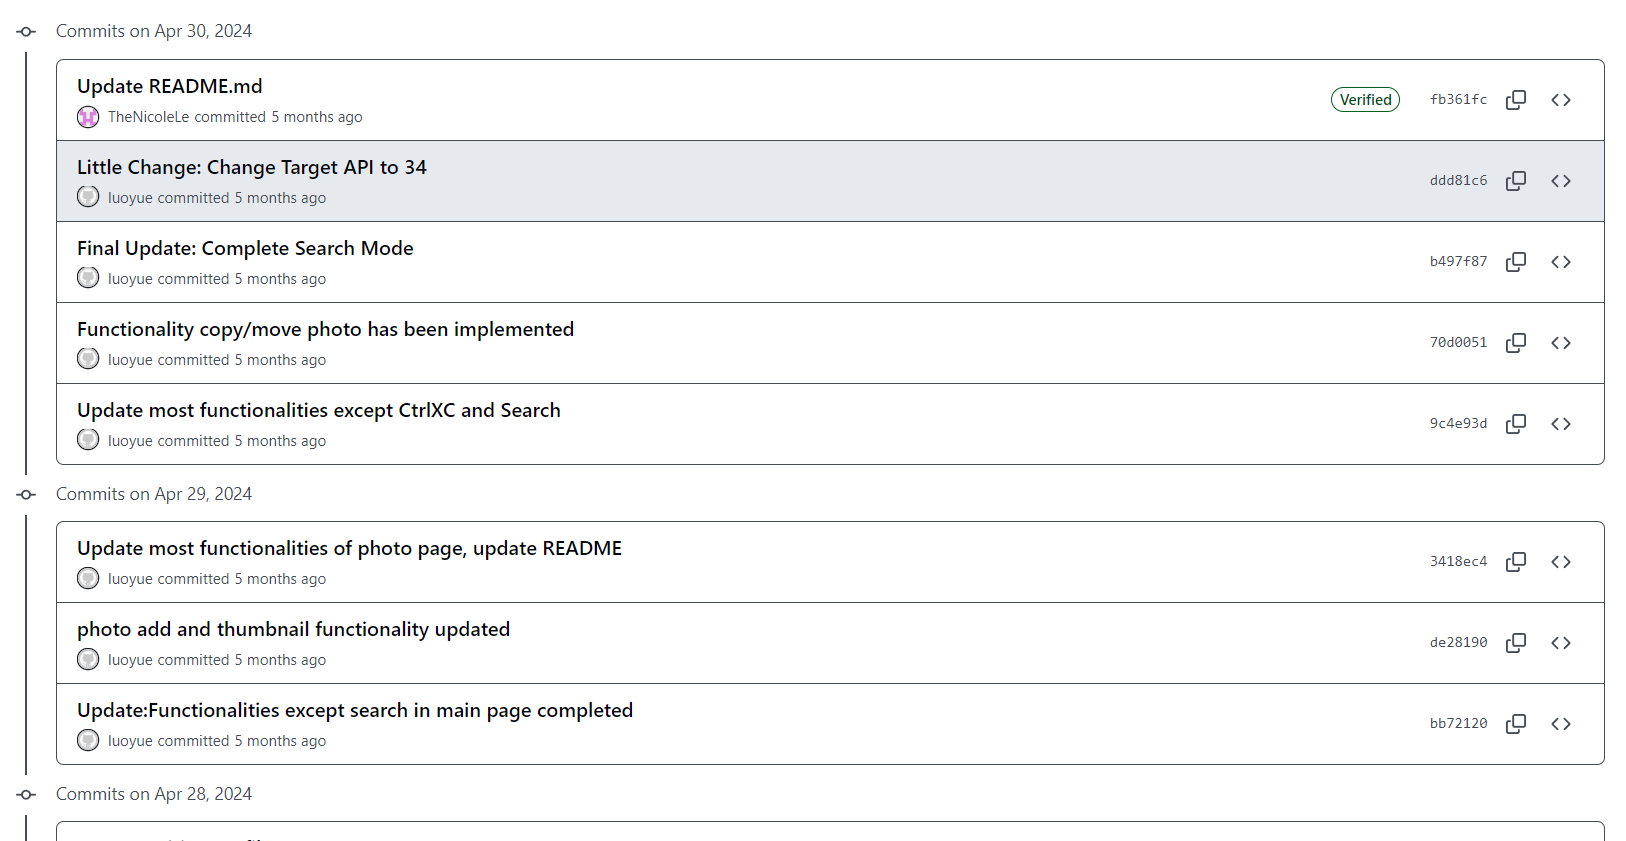 Commits on Apr 30, 2024
Update README.md
TheNicoleLe committed 5 months ago
Verified
fb361fc
Little Change: Change Target API to 34
luoyue committed 5 months ago
ddd81c6
Final Update: Complete Search Mode
luoyue committed 5 months ago
b497f87
Functionality copy/move photo has been implemented
luoyue committed 5 months ago
70d0051
Update most functionalities except CtrlXC and Search
luoyue committed 5 months ago
9c4e93d
Commits on Apr 29, 2024
Update most functionalities of photo page, update README
luoyue committed 5 months ago
3418ec4
photo add and thumbnail functionality updated
luoyue committed 5 months ago
de28190
Update:Functionalities except search in main page completed
luoyue committed 5 months ago
bb72120
Commits on Apr 28, 2024